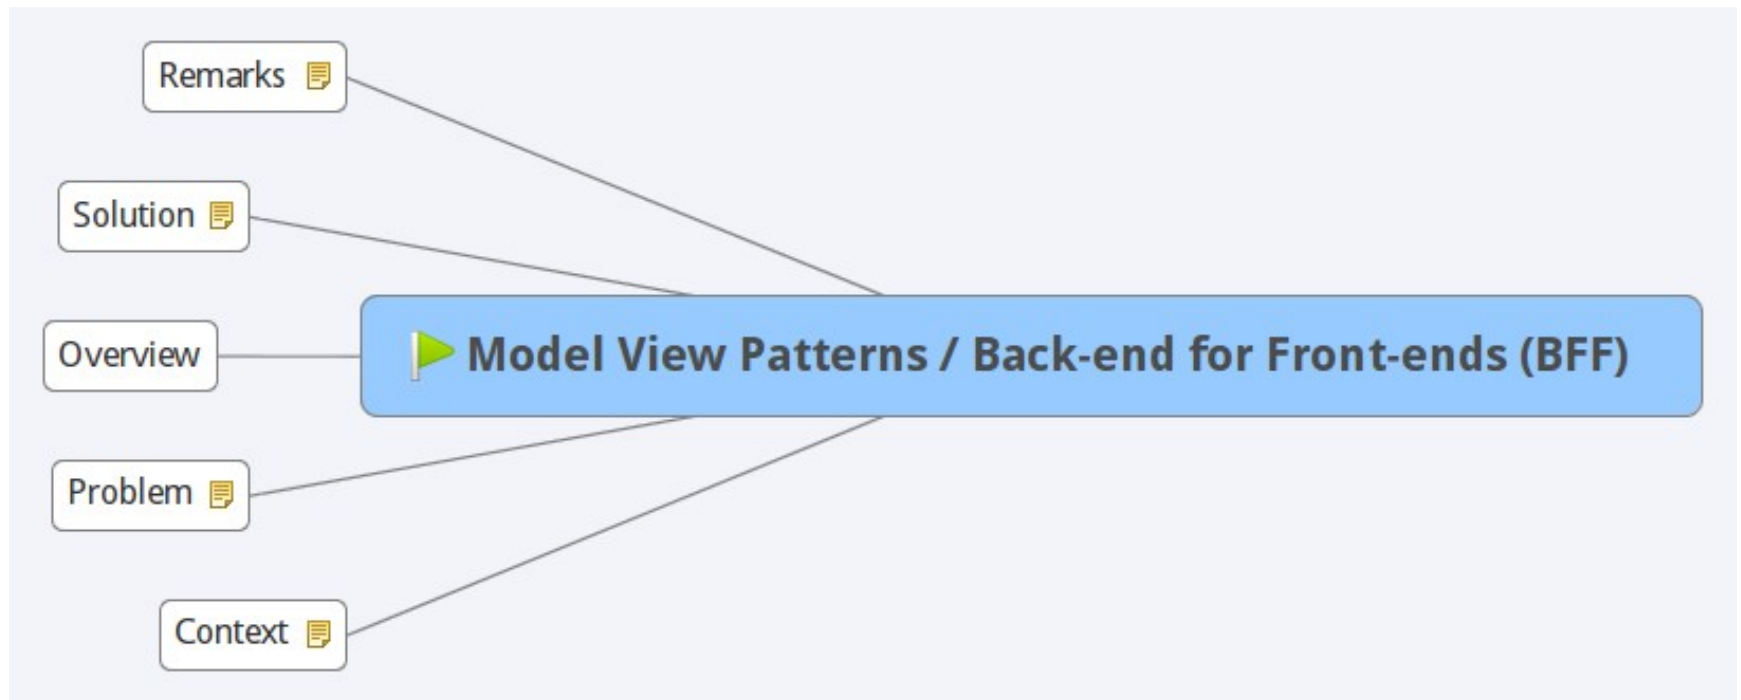 Remarks
Solution
Overview
Model View Patterns / Back-end for Front-ends (BFF)
Problem
Context